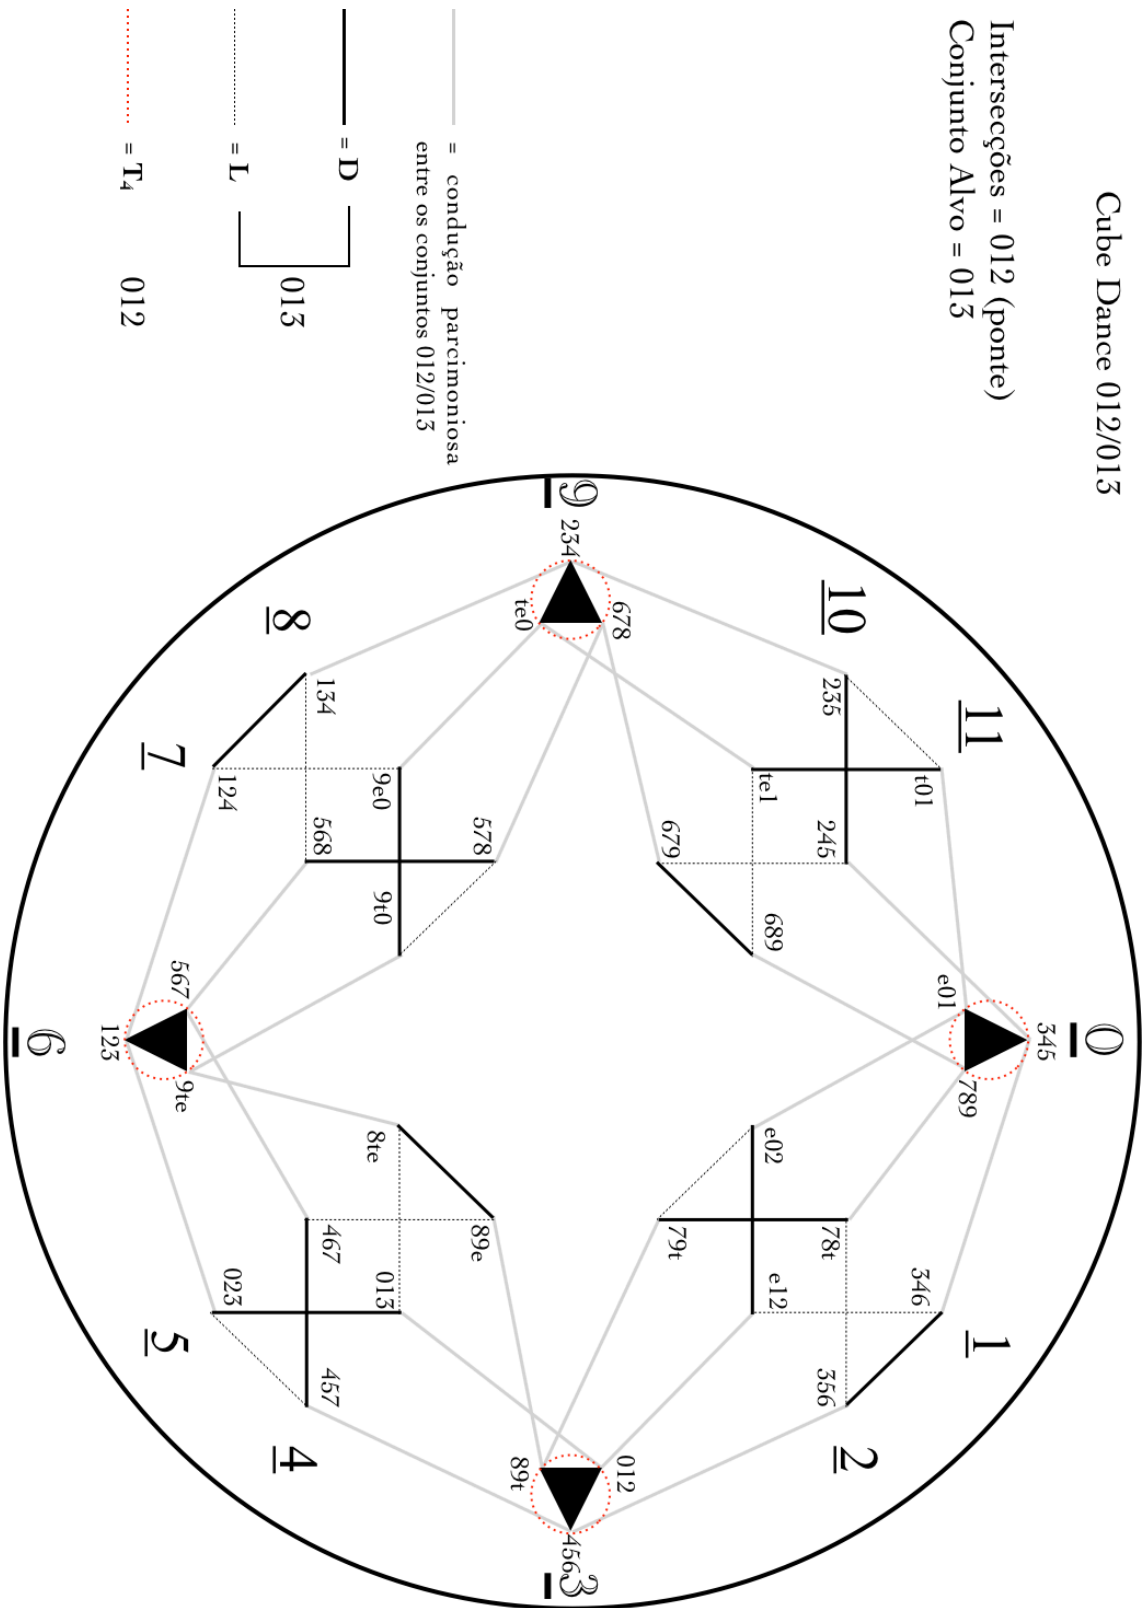 Cube Dance 012/013
0
345
Intersecções = 012 (ponte)
Conjunto Alvo = 013
11
1
e01
789
t01
346
10
2
235
245
78t
356
te1
689
e02
e12
679
79t
678
012
9
234
456
3
te0
89t
578
89e
= condução parcimoniosa
entre os conjuntos 012/013
9e0
9t0
8te
013
= D
134
568
467
457
013
8
4
= L
124
023
567
9te
7
5
= T₄ 012
123
6